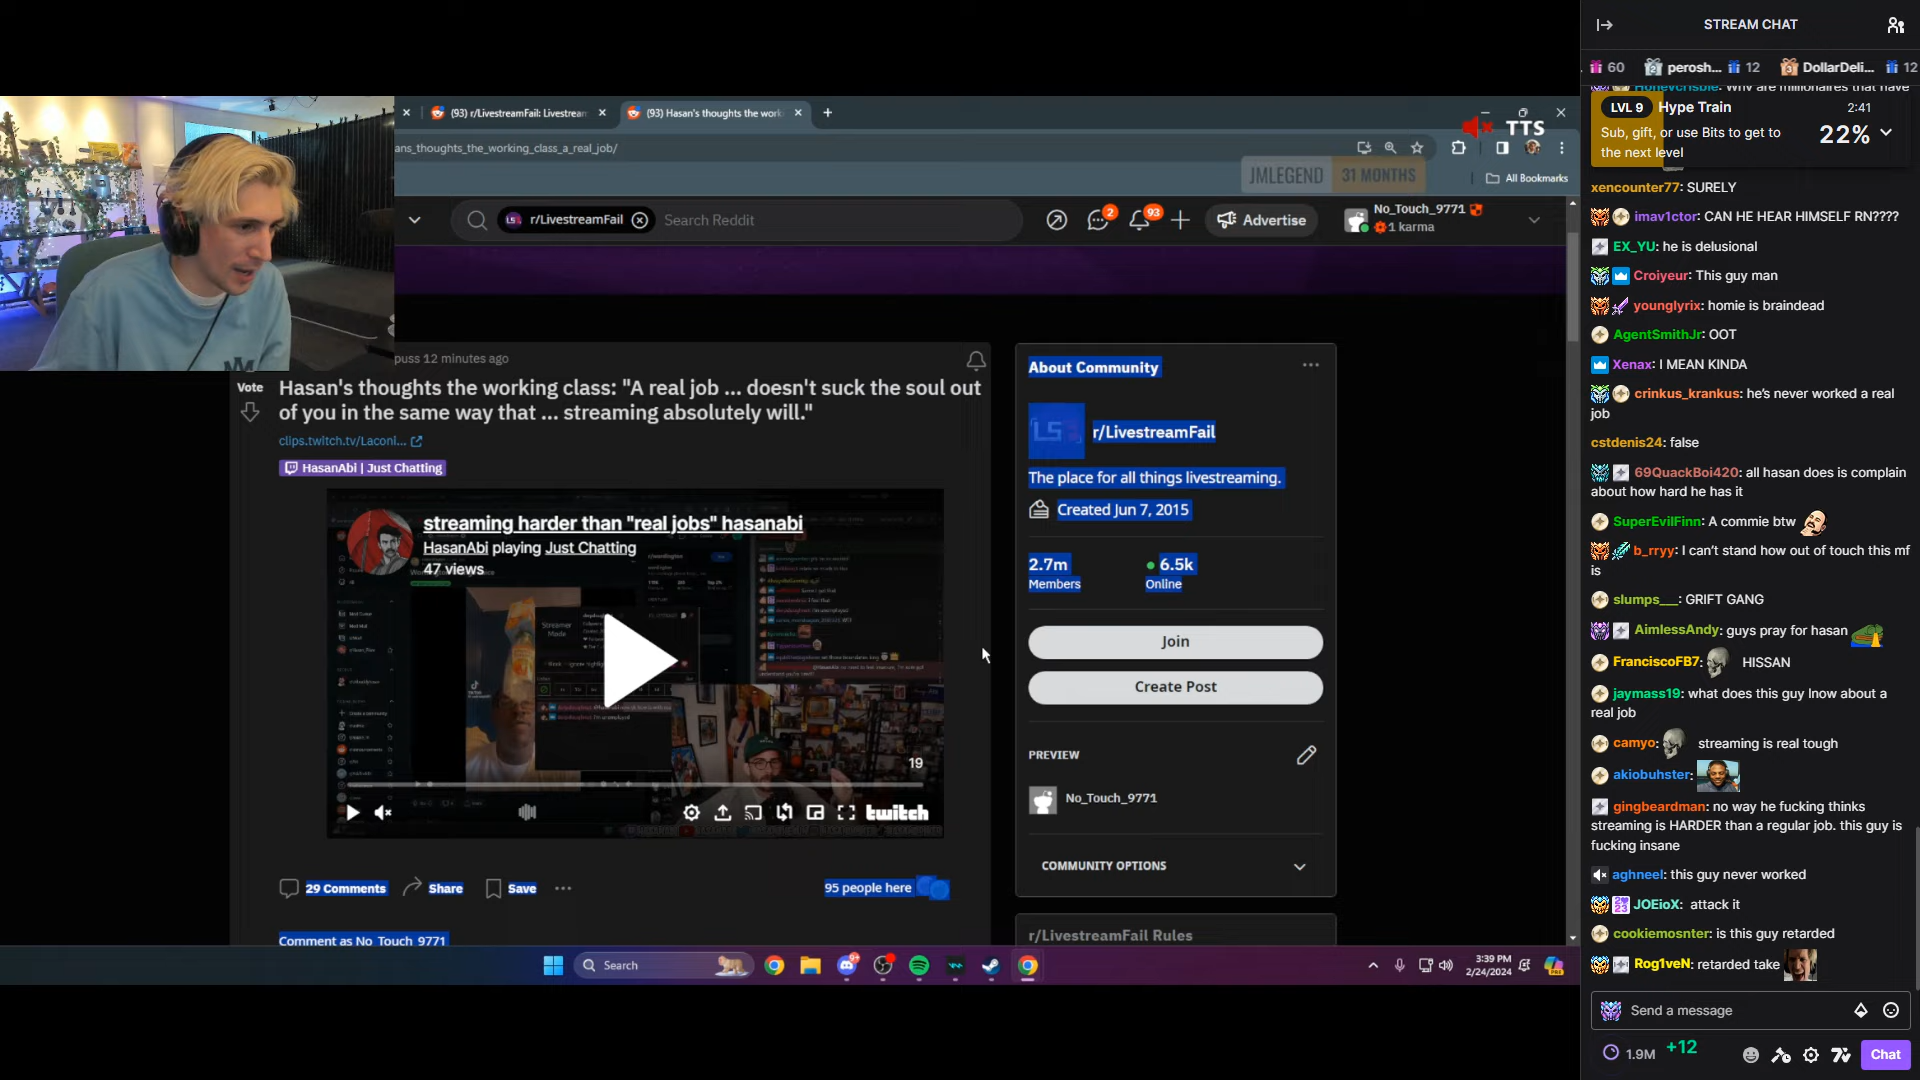 (93) r/LivestreamFail: Livestream
(93) Hasan's thoughts the work
ans_thoughts_the_working_class_a_real_job/
TTS
JMLEGEND 31 MONTHS
All Bookmarks
r/LivestreamFail
Search Reddit
2
93
Advertise
No_Touch_9771
1 karma
puss 12 minutes ago
Vote
Hasan's thoughts the working class: "A real job ... doesn't suck the soul out
of you in the same way that ... streaming absolutely will."
clips.twitch.tv/Laconi...
HasanAbi | Just Chatting
streaming harder than "real jobs" hasanabi
HasanAbi playing Just Chatting
47 views
Streamer
Mode
19
twitch
29 Comments
Share
Save
95 people here
Comment as No_Touch_9771
About Community
r/LivestreamFail
The place for all things livestreaming.
Created Jun 7, 2015
2.7m
6.5k
Members
Online
Join
Create Post
PREVIEW
No_Touch_9771
COMMUNITY OPTIONS
r/LivestreamFail Rules
Search
3:39 PM
2/24/2024
STREAM CHAT
60
perosh... 12
DollarDeli... 12
Honeycrisbie: Why are millionaires that have
LVL 9 Hype Train
2:41
Sub, gift, or use Bits to get to
the next level
22%
xencounter77: SURELY
imav1ctor: CAN HE HEAR HIMSELF RN????
EX_YU: he is delusional
Croiyeur: This guy man
younglyrix: homie is braindead
AgentSmithJr: OOT
Xenax: I MEAN KINDA
crinkus_krankus: he's never worked a real
job
cstdenis24: false
69QuackBoi420: all hasan does is complain
about how hard he has it
SuperEvilFinn: A commie btw
b_rryy: I can't stand how out of touch this mf
is
slumps___: GRIFT GANG
AimlessAndy: guys pray for hasan
FranciscoFB7: HISSAN
jaymass19: what does this guy lnow about a
real job
camyo: streaming is real tough
akiobuhster:
gingbeardman: no way he fucking thinks
streaming is HARDER than a regular job. this guy is
fucking insane
aghneel: this guy never worked
JOEioX: attack it
cookiemosnter: is this guy retarded
Rog1veN: retarded take
Send a message
1.9M
+12
Chat